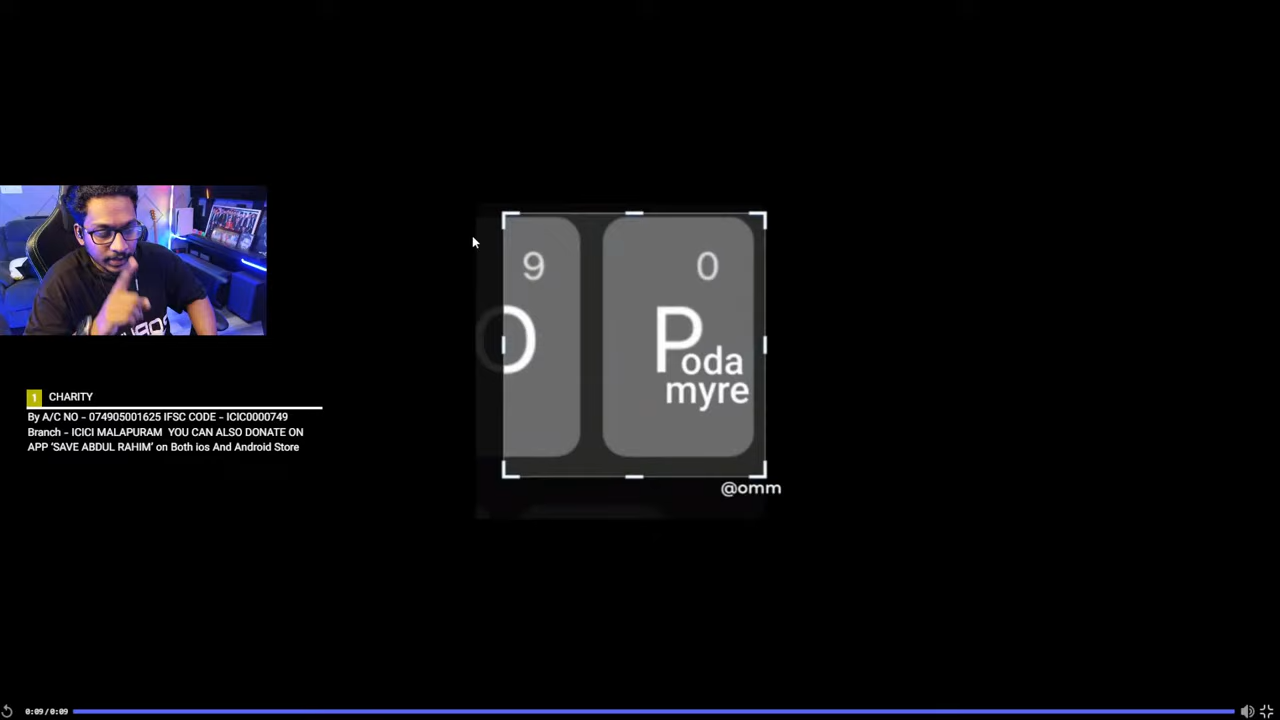 1 CHARITY
By A/C NO - 074905001625 IFSC CODE - ICIC0000749
Branch - ICICI MALAPURAM YOU CAN ALSO DONATE ON
APP 'SAVE ABDUL RAHIM' on Both ios And Android Store
9
0
O
Poda
myre
@omm
0:09/0:09